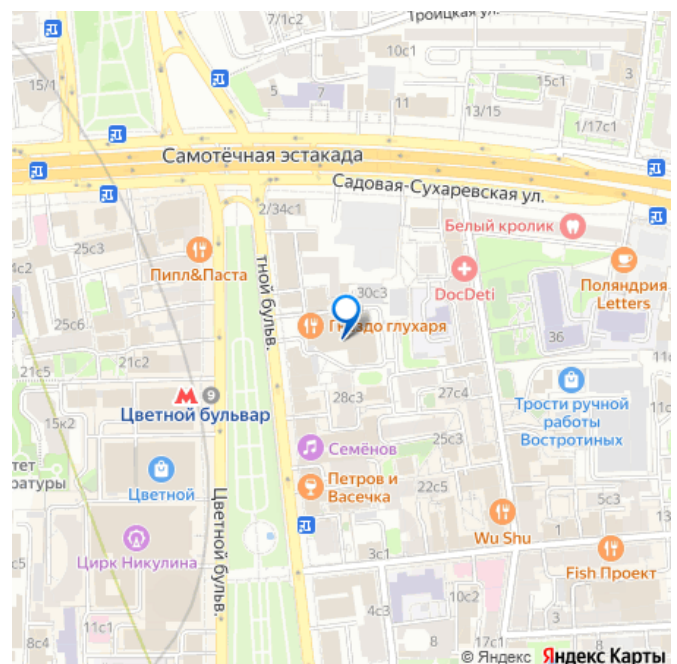 Троицкая ул.
7/1с2
10с1
15/1
5
7
11
15с1
3
13/15
1/17с1
Самотёчная эстакада
Садовая-Сухаревская ул.
2/34с1
Белый кролик
25с3
4с2
Пипл&Паста
тной бульв.
30с3
DocDeti
Поляндрия
Letters
25с6
Гнездо глухаря
36
21с5
21с2
М
9
Цветной бульвар
28с3
27с4
Трости ручной
работы
Востротиных
11с
15к2
25с3
Семёнов
тет
ратуры
Цветной
Цветной бульв.
Петров и
Васечка
22с5
5с3
Wu Shu
1
3
Цирк Никулина
3с1
Fish Проект
с2
4с3
10с2
11с1
8с4
8
17с1
1
© Яндекс
Яндекс Карты